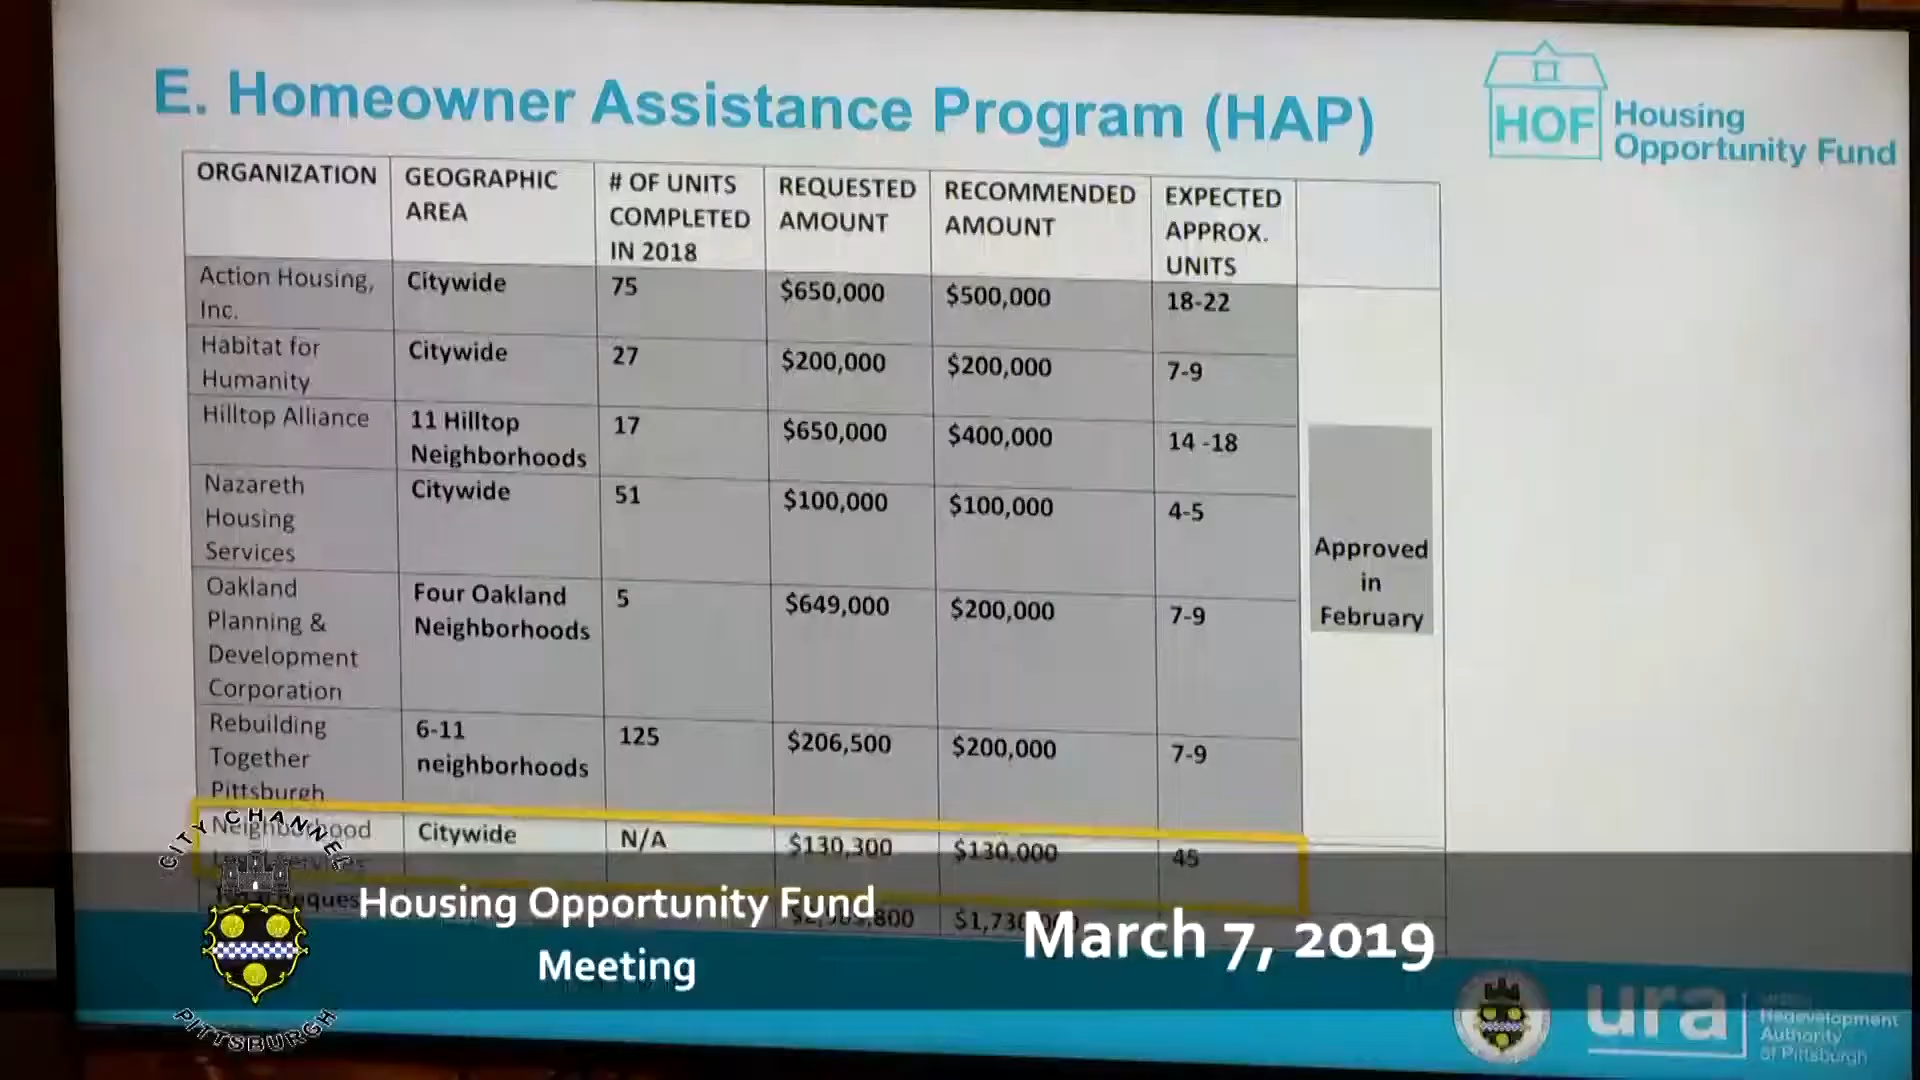 E. Homeowner Assistance Program (HAP)
HOF
Housing
Opportunity Fund
ORGANIZATION
GEOGRAPHIC
AREA
# OF UNITS
COMPLETED
IN 2018
REQUESTED
AMOUNT
RECOMMENDED
AMOUNT
EXPECTED
APPROX.
UNITS
Action Housing,
Inc.
Citywide
75
$650,000
$500,000
18-22
Habitat for
Humanity
Citywide
27
$200,000
$200,000
7-9
Hilltop Alliance
11 Hilltop
Neighborhoods
17
$650,000
$400,000
14 -18
Nazareth
Housing
Services
Citywide
51
$100,000
$100,000
4-5
Oakland
Planning &
Development
Corporation
Four Oakland
Neighborhoods
5
$649,000
$200,000
7-9
Rebuilding
Together
Pittsburgh
6-11
neighborhoods
125
$206,500
$200,000
7-9
Approved
in
February
Neighborhood
Citywide
N/A
$130,300
$130,000
45
CITY CHANNEL
PITTSBURGH
Housing Opportunity Fund
Meeting
March 7, 2019
ura
Redevelopment
Authority
of Pittsburgh